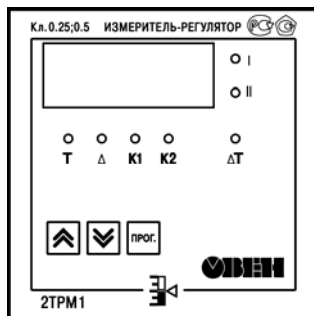 Кл.0.25;0.5 ИЗМЕРИТЕЛЬ-РЕГУЛЯТОР
I
II
T Δ K1 K2 ΔT
ПРОГ.
ОВЕН
2ТРМ1